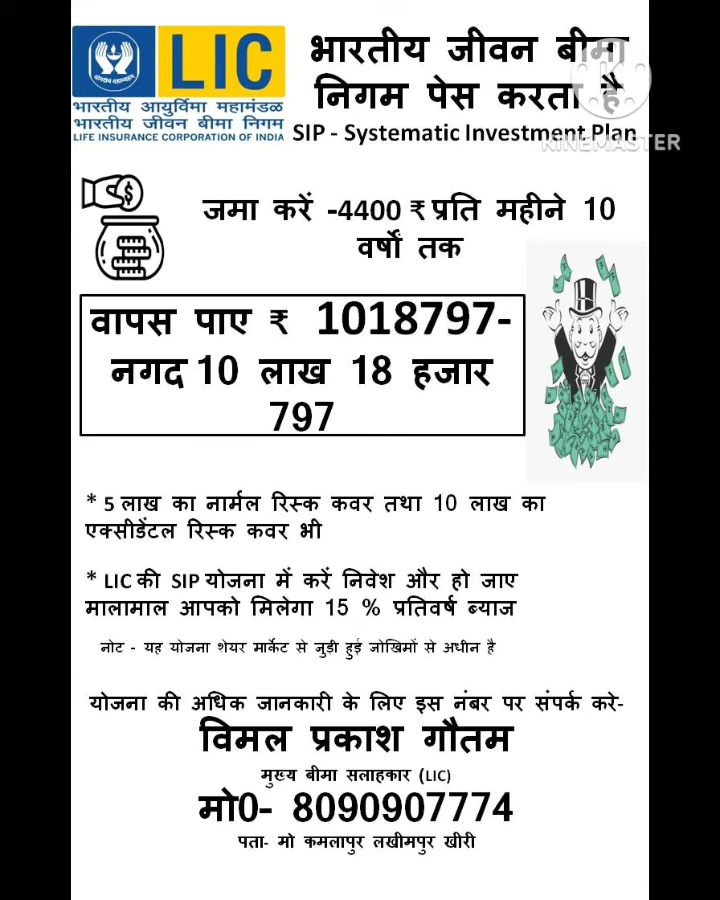 LIC
भारतीय आयुर्विमा महामंडळ
भारतीय जीवन बीमा निगम
LIFE INSURANCE CORPORATION OF INDIA
भारतीय जीवन बीमा
निगम पेस करता है
SIP - Systematic Investment Plan
KINEMASTER
जमा करें -4400 ₹ प्रति महीने 10
वर्षों तक
वापस पाए ₹ 1018797-
नगद 10 लाख 18 हजार
797
* 5 लाख का नार्मल रिस्क कवर तथा 10 लाख का
एक्सीडेंटल रिस्क कवर भी
* LIC की SIP योजना में करें निवेश और हो जाए
मालामाल आपको मिलेगा 15 % प्रतिवर्ष ब्याज
नोट - यह योजना शेयर मार्केट से जुडी हुई जोखिमों से अधीन है
योजना की अधिक जानकारी के लिए इस नंबर पर संपर्क करे-
विमल प्रकाश गौतम
मुख्य बीमा सलाहकार (LIC)
मो0- 8090907774
पता- मो कमलापुर लखीमपुर खीरी